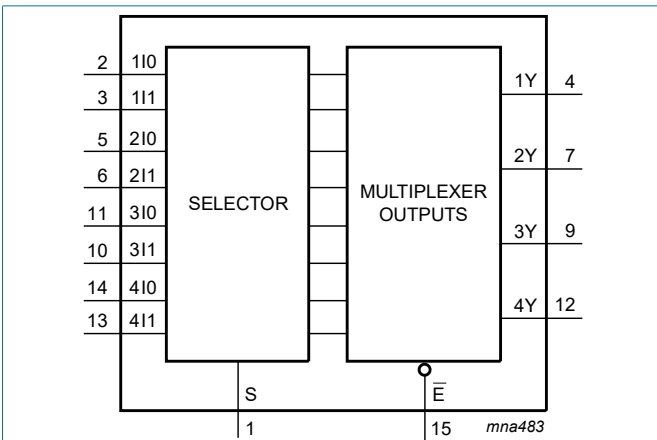 2 1I0
3 1I1
5 2I0
6 2I1
11 3I0
10 3I1
14 4I0
13 4I1
SELECTOR
MULTIPLEXER
OUTPUTS
1Y 4
2Y 7
3Y 9
4Y 12
S
1
E̅
15
mna483